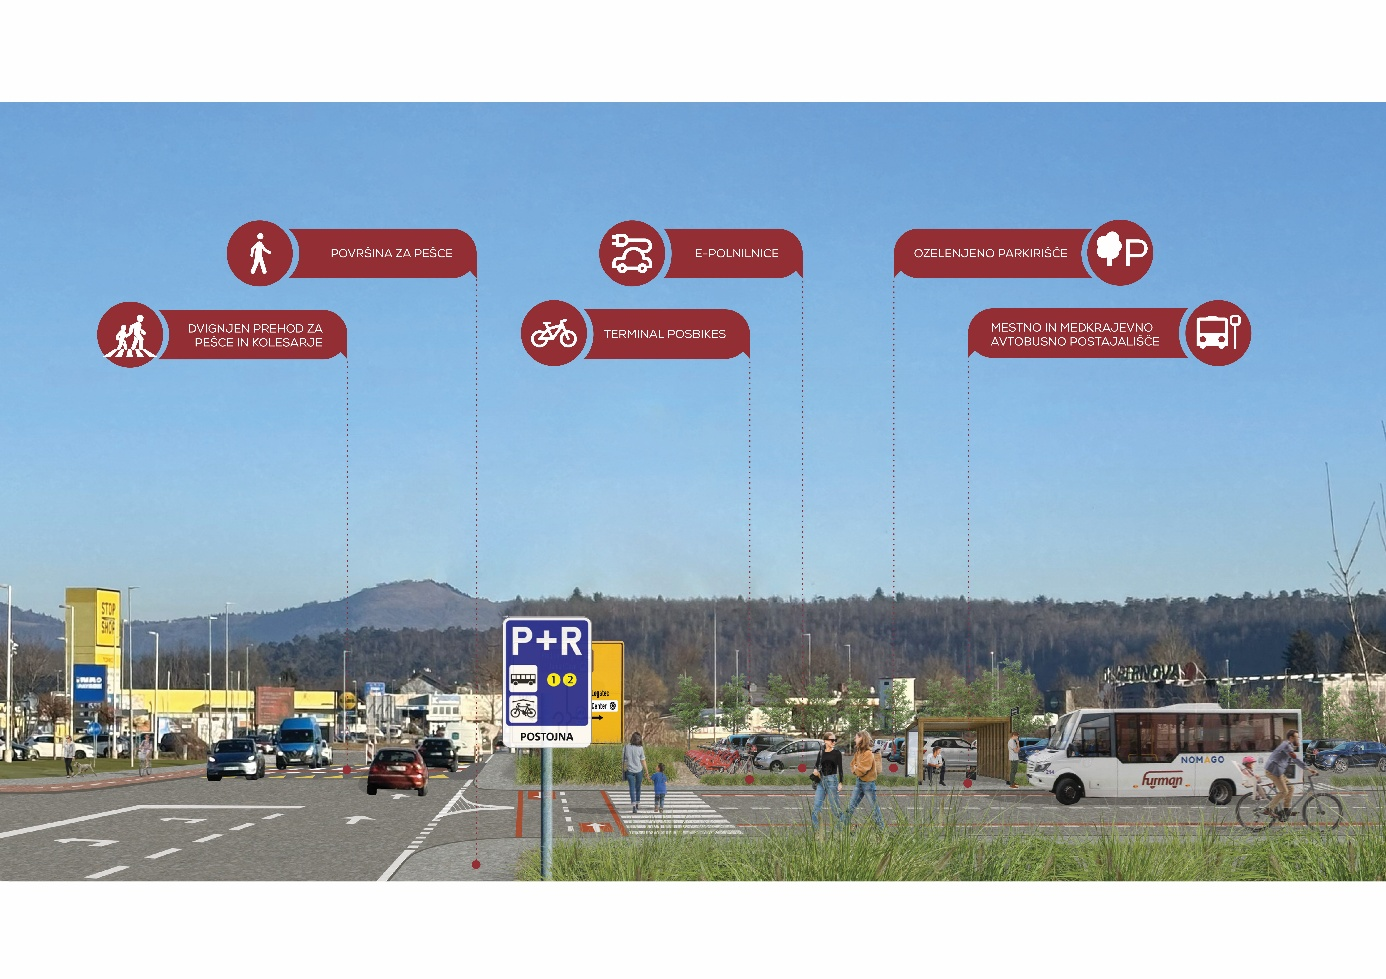 POVRŠINA ZA PEŠCE
E-POLNILNICE
OZELENJENO PARKIRIŠČE
P
DVIGNJEN PREHOD ZA
PEŠCE IN KOLESARJE
TERMINAL POSBIKES
MESTNO IN MEDKRAJEVNO
AVTOBUSNO POSTAJALIŠČE
STOP
SHOP
P+R
1 2
POSTOJNA
Center
NOMAGO
furman